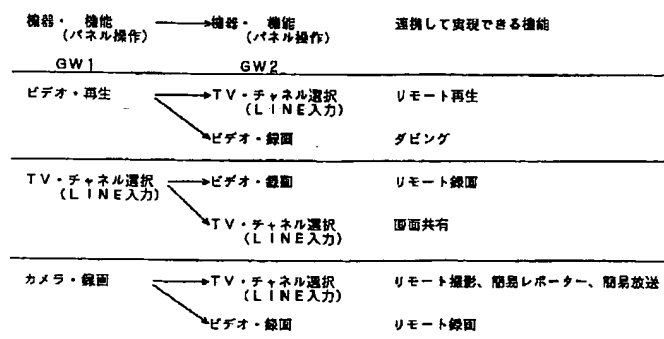 機器・ 機能 機器・ 機能 連携して実現できる機能
(パネル操作) (パネル操作)
GW1 GW2
ビデオ・再生 TV・チャネル選択 リモート再生
(LINE入力)
ビデオ・録画 ダビング
TV・チャネル選択 ビデオ・録画 リモート録画
(LINE入力)
TV・チャネル選択 画面共有
(LINE入力)
カメラ・録画 TV・チャネル選択 リモート撮影、簡易レポーター、簡易放送
(LINE入力)
ビデオ・録画 リモート録画